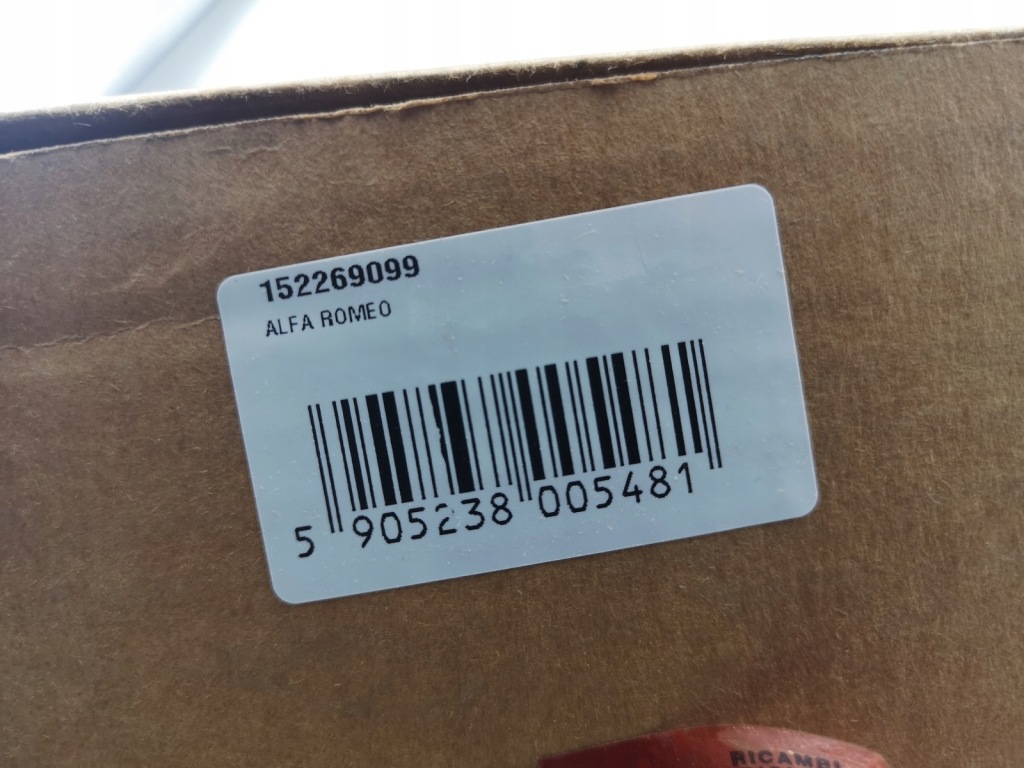 152269099
ALFA ROMEO
5 905238 005481
RICAMBI